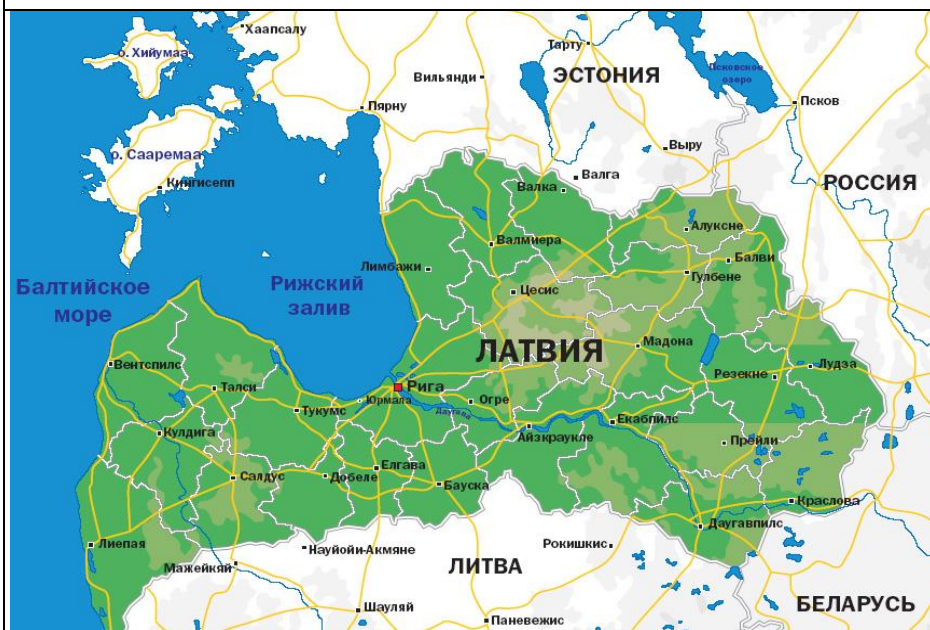 Хаапсалу
о. Хийумаа
Тарту
Вильянди
ЭСТОНИЯ
Псковское
озеро
Псков
Пярну
Выру
о. Сааремаа
Кингисепп
Валга
Валка
РОССИЯ
Алуксне
Валмиера
Балви
Лимбажи
Гулбене
Балтийское
море
Рижский
залив
Цесис
ЛАТВИЯ
Мадона
Вентспилс
Лудза
Резекне
Талси
Рига
Юрмала
Огре
Тукумс
Даугава
Екабпилс
Айзкраукле
Кулдига
Прейли
Елгава
Салдус
Добеле
Бауска
Краслова
Даугавпилс
Лиепая
Науйойи-Акмяне
Рокишкис
Мажейкяй
ЛИТВА
БЕЛАРУСЬ
Шауляй
Паневежис